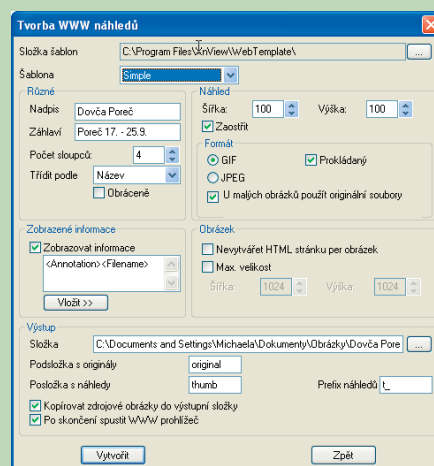 Tvorba WWW náhledů
Složka šablon C:\Program Files\XnView\WebTemplate\ ...
Šablona Simple
Různé
Nadpis Dovča Poreč
Záhlaví Poreč 17. - 25.9.
Počet sloupců: 4
Třídit podle Název
Obráceně
Náhled
Šířka: 100 Výška: 100
Zaostřit
Formát
GIF Prokládaný
JPEG
U malých obrázků použít originální soubory
Zobrazené informace
Zobrazovat informace
<Annotation><Filename>
Vložit >>
Obrázek
Nevytvářet HTML stránku per obrázek
Max. velikost
Šířka: 1024 Výška: 1024
Výstup
Složka C:\Documents and Settings\Michaela\Dokumenty\Obrázky\Dovča Pore ...
Podsložka s originály original
Posložka s náhledy thumb Prefix náhledů t_
Kopírovat zdrojové obrázky do výstupní složky
Po skončení spustit WWW prohlížeč
Vytvořit Zpět